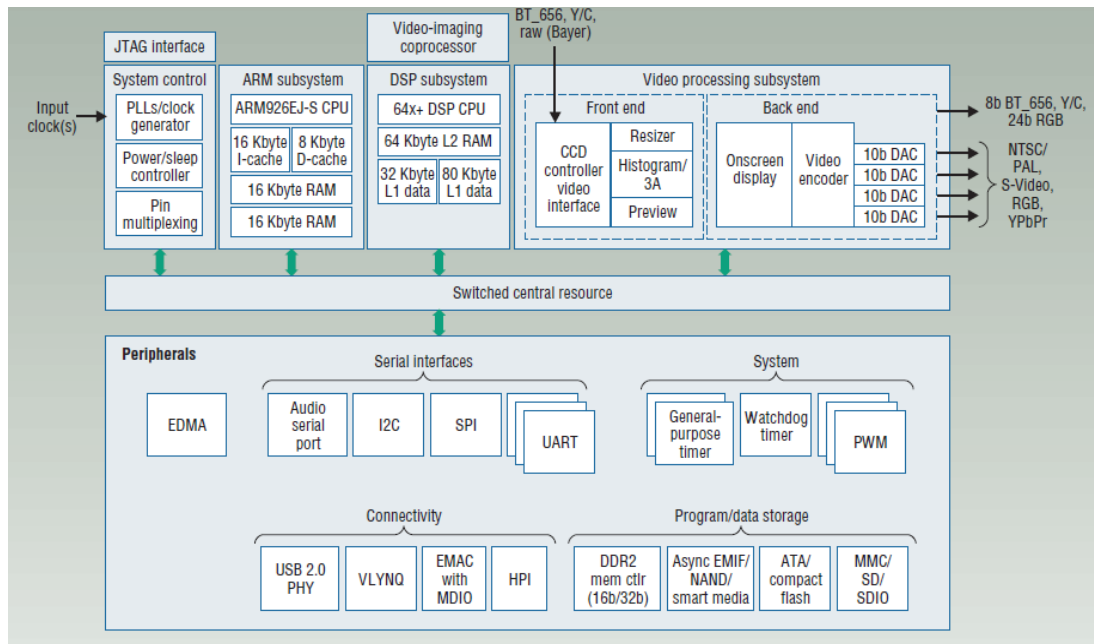 BT_656, Y/C,
raw (Bayer)
JTAG interface
Video-imaging
coprocessor
System control
ARM subsystem
DSP subsystem
Video processing subsystem
Input
clock(s)
PLLs/clock
generator
Power/sleep
controller
Pin
multiplexing
ARM926EJ-S CPU
16 Kbyte
I-cache
8 Kbyte
D-cache
16 Kbyte RAM
16 Kbyte RAM
64x+ DSP CPU
64 Kbyte L2 RAM
32 Kbyte
L1 data
80 Kbyte
L1 data
Front end
CCD
controller
video
interface
Resizer
Histogram/
3A
Preview
Back end
Onscreen
display
Video
encoder
10b DAC
10b DAC
10b DAC
10b DAC
8b BT_656, Y/C,
24b RGB
NTSC/
PAL,
S-Video,
RGB,
YPbPr
Switched central resource
Peripherals
Serial interfaces
System
EDMA
Audio
serial
port
I2C
SPI
UART
General-
purpose
timer
Watchdog
timer
PWM
Connectivity
Program/data storage
USB 2.0
PHY
VLYNQ
EMAC
with
MDIO
HPI
DDR2
mem ctlr
(16b/32b)
Async EMIF/
NAND/
smart media
ATA/
compact
flash
MMC/
SD/
SDIO